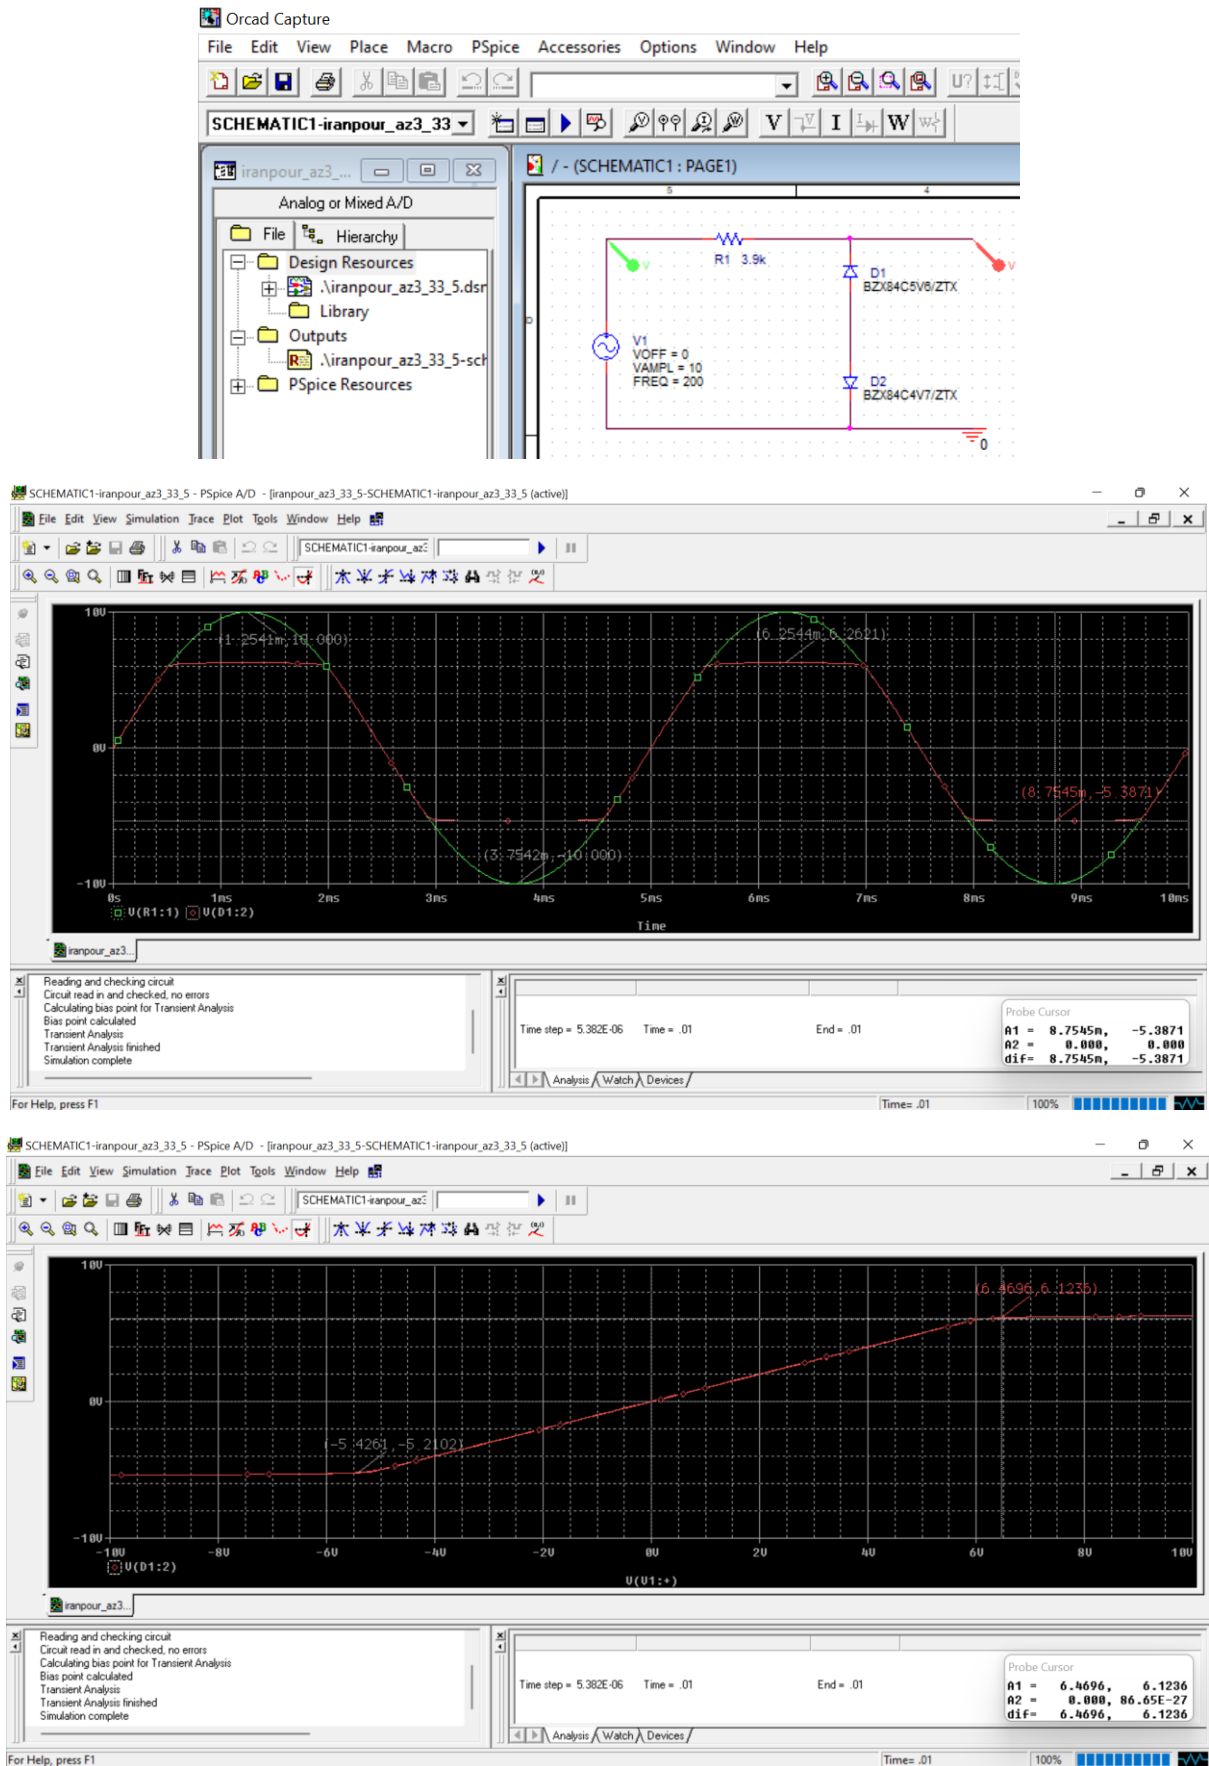 Orcad Capture
File Edit View Place Macro PSpice Accessories Options Window Help
U?
SCHEMATIC1-iranpour_az3_33
V I W
iranpour_az3_...
/ - (SCHEMATIC1 : PAGE1)
Analog or Mixed A/D
5 4
File Hierarchy
Design Resources
.\iranpour_az3_33_5.dsn
Library
Outputs
.\iranpour_az3_33_5-sch
PSpice Resources
R1 3.9k
V
V
D1
BZX84C5V6/ZTX
V1
VOFF = 0
VAMPL = 10
FREQ = 200
D2
BZX84C4V7/ZTX
0
SCHEMATIC1-iranpour_az3_33_5 - PSpice A/D - [iranpour_az3_33_5-SCHEMATIC1-iranpour_az3_33_5 (active)]
File Edit View Simulation Trace Plot Tools Window Help
SCHEMATIC1-iranpour_az3
10V
(1.2541m,10.000)
(6.2544m,6.2621)
0V
(8.7545m,-5.3871)
(3.7542m,-10.000)
-10V
0s 1ms 2ms 3ms 4ms 5ms 6ms 7ms 8ms 9ms 10ms
V(R1:1) V(D1:2)
Time
iranpour_az3...
Reading and checking circuit
Circuit read in and checked, no errors
Calculating bias point for Transient Analysis
Bias point calculated
Transient Analysis
Transient Analysis finished
Simulation complete
Time step = 5.382E-06 Time = .01 End = .01
Probe Cursor
A1 = 8.7545m, -5.3871
A2 = 0.000, 0.000
dif= 8.7545m, -5.3871
Analysis Watch Devices
For Help, press F1
Time= .01 100%
SCHEMATIC1-iranpour_az3_33_5 - PSpice A/D - [iranpour_az3_33_5-SCHEMATIC1-iranpour_az3_33_5 (active)]
File Edit View Simulation Trace Plot Tools Window Help
SCHEMATIC1-iranpour_az3
10V
(6.4696,6.1236)
0V
(-5.4261,-5.2102)
-10V
-10V -8V -6V -4V -2V 0V 2V 4V 6V 8V 10V
V(D1:2)
V(V1:+)
iranpour_az3...
Reading and checking circuit
Circuit read in and checked, no errors
Calculating bias point for Transient Analysis
Bias point calculated
Transient Analysis
Transient Analysis finished
Simulation complete
Time step = 5.382E-06 Time = .01 End = .01
Probe Cursor
A1 = 6.4696, 6.1236
A2 = 0.000, 86.65E-27
dif= 6.4696, 6.1236
Analysis Watch Devices
For Help, press F1
Time= .01 100%